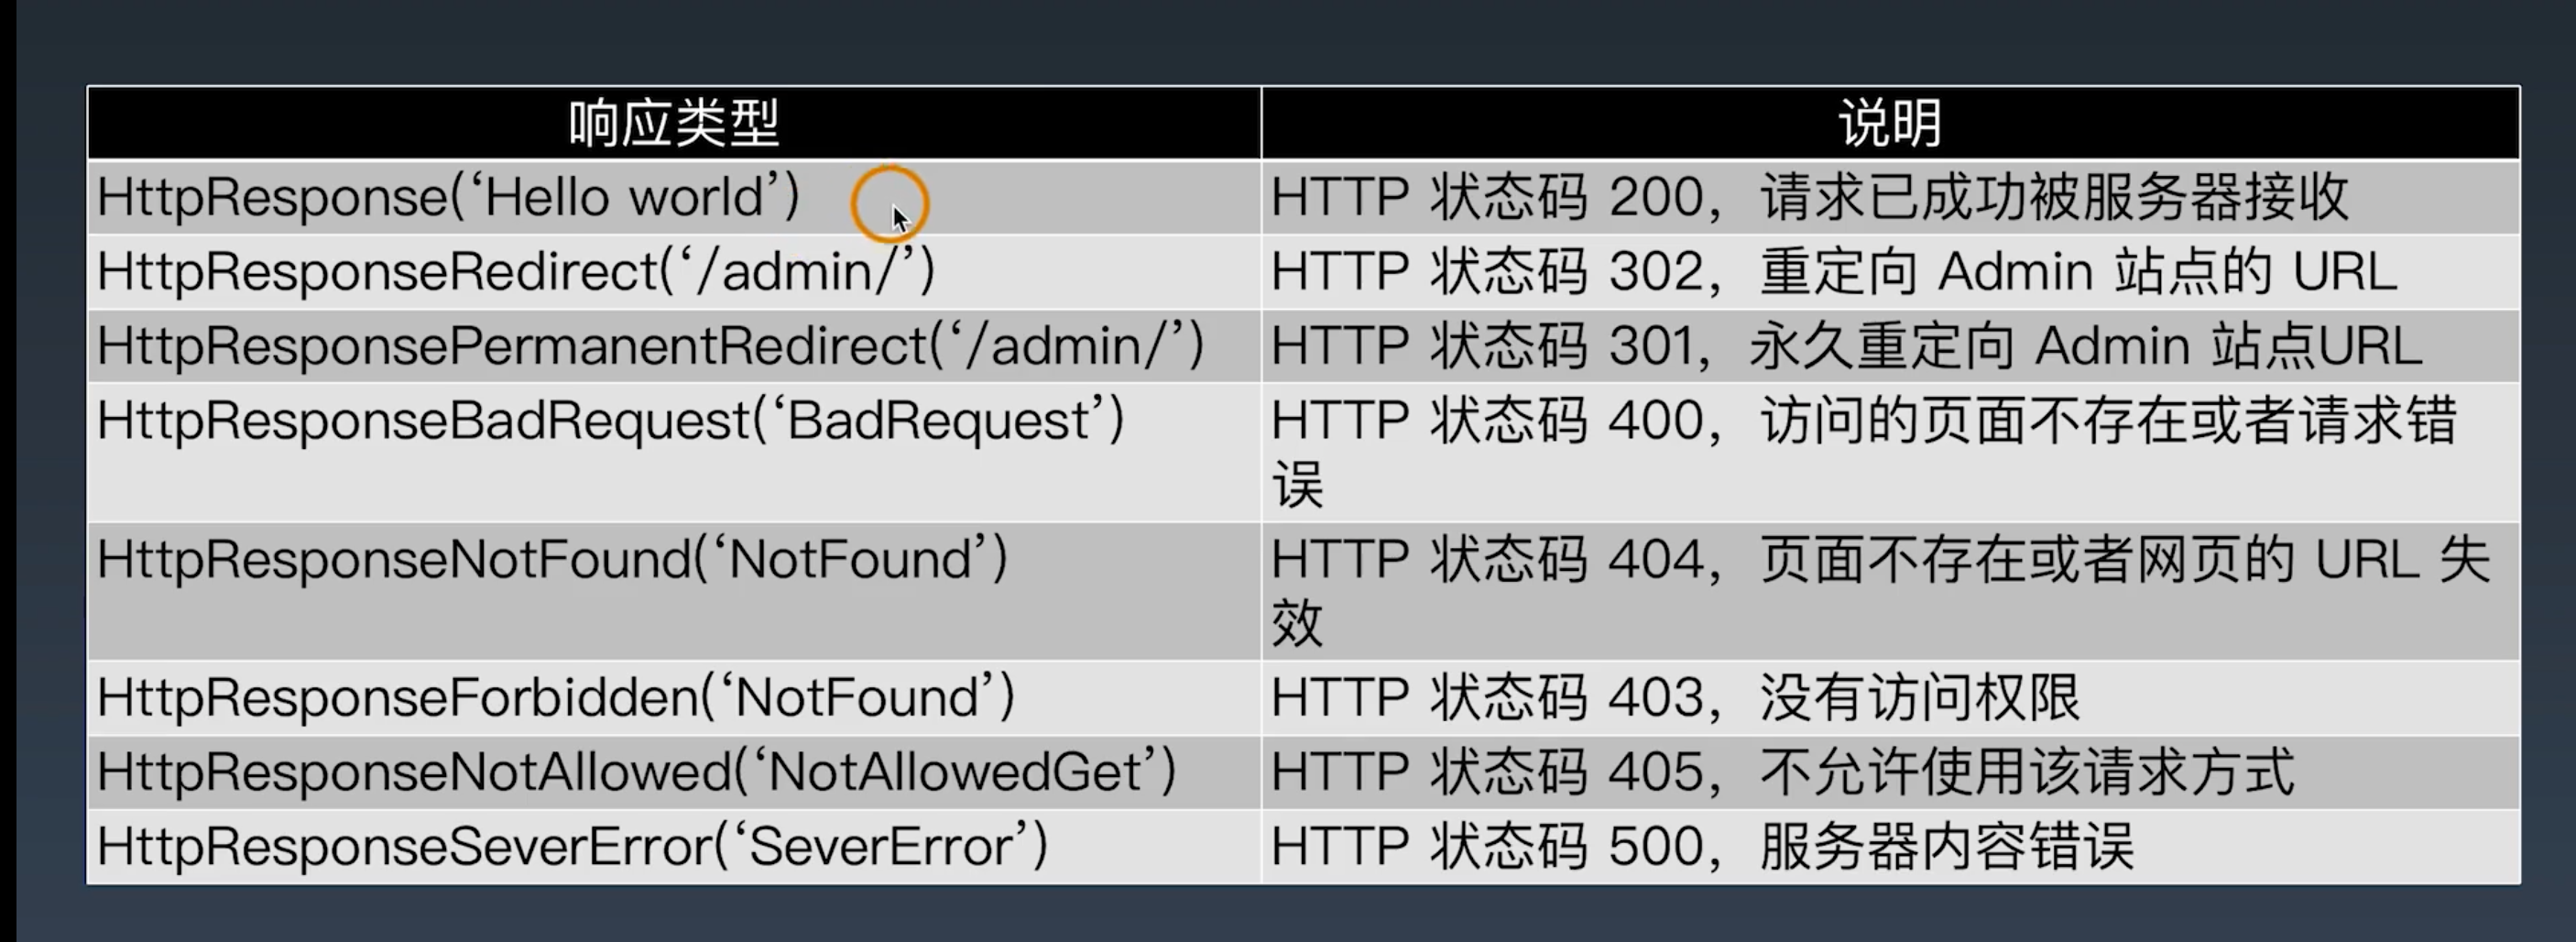 响应类型 说明
HttpResponse(‘Hello world’) HTTP 状态码 200，请求已成功被服务器接收
HttpResponseRedirect(‘/admin/’) HTTP 状态码 302，重定向 Admin 站点的 URL
HttpResponsePermanentRedirect(‘/admin/’) HTTP 状态码 301，永久重定向 Admin 站点URL
HttpResponseBadRequest(‘BadRequest’) HTTP 状态码 400，访问的页面不存在或者请求错
误
HttpResponseNotFound(‘NotFound’) HTTP 状态码 404，页面不存在或者网页的 URL 失
效
HttpResponseForbidden(‘NotFound’) HTTP 状态码 403，没有访问权限
HttpResponseNotAllowed(‘NotAllowedGet’) HTTP 状态码 405，不允许使用该请求方式
HttpResponseSeverError(‘SeverError’) HTTP 状态码 500，服务器内容错误